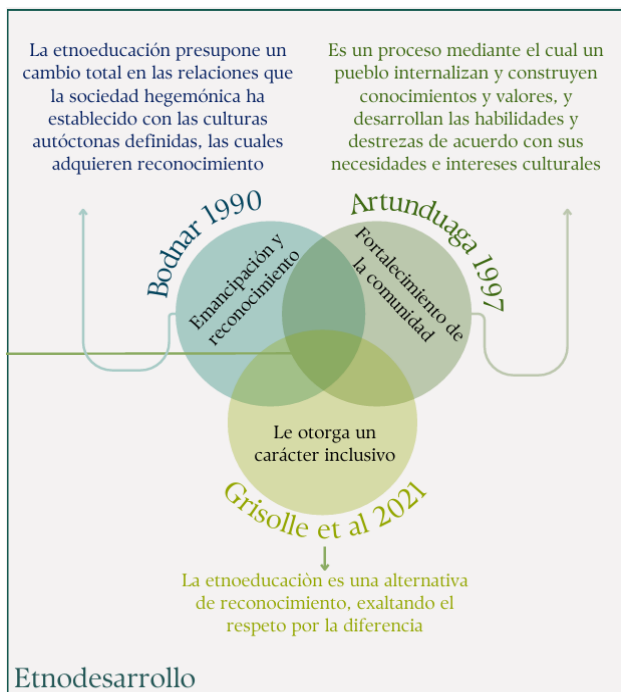 La etnoeducación presupone un
cambio total en las relaciones que
la sociedad hegemónica ha
establecido con las culturas
autóctonas definidas, las cuales
adquieren reconocimiento
Es un proceso mediante el cual un
pueblo internalizan y construyen
conocimientos y valores, y
desarrollan las habilidades y
destrezas de acuerdo con sus
necesidades e intereses culturales
Bodnar 1990
Artunduaga 1997
Emancipación y
reconocimiento
Fortalecimiento de
la comunidad
Le otorga un
carácter inclusivo
Grisolle et al 2021
La etnoeducaciòn es una alternativa
de reconocimiento, exaltando el
respeto por la diferencia
Etnodesarrollo